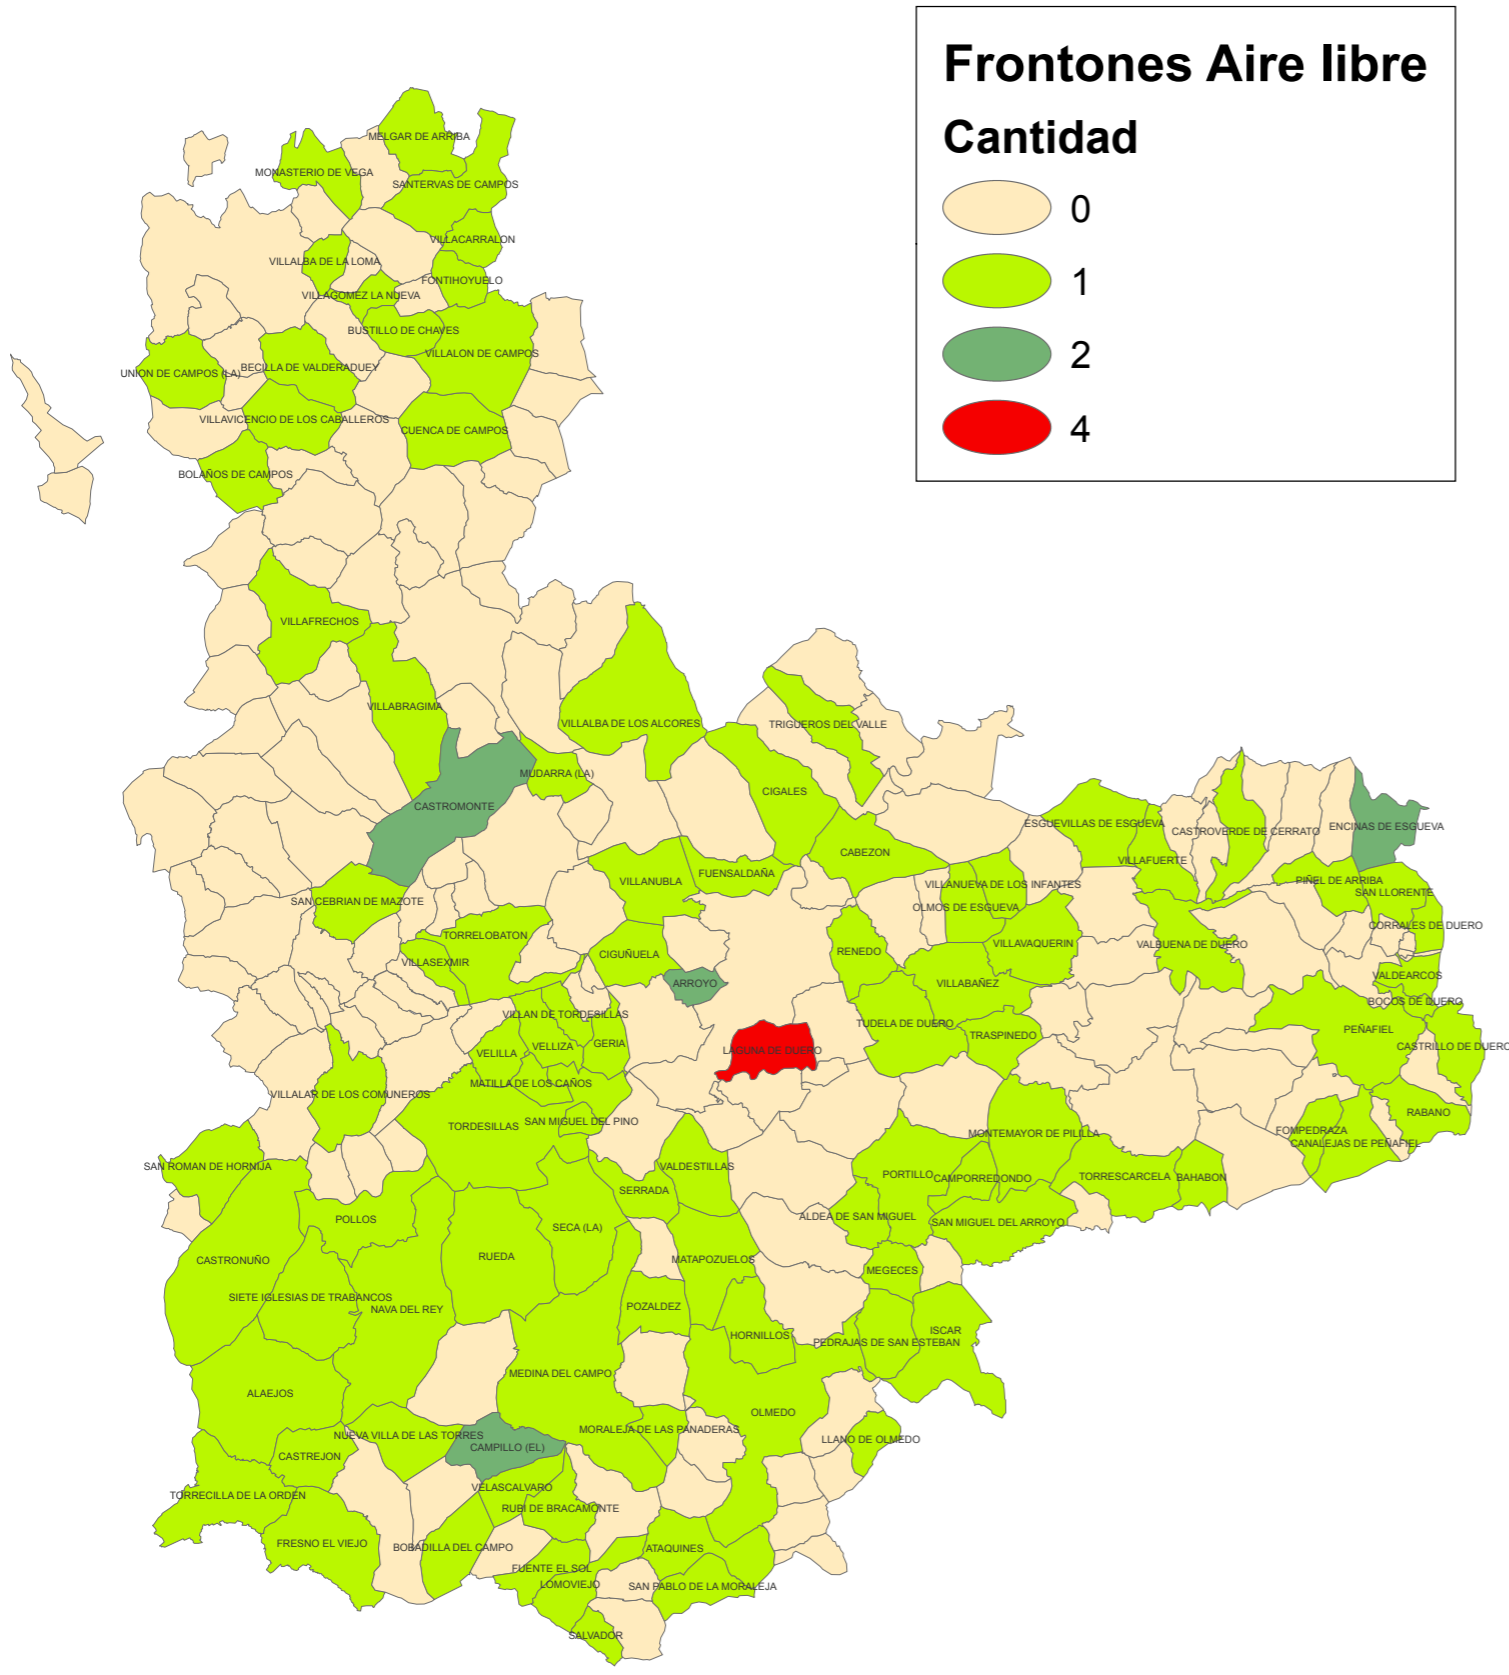 Frontones Aire libre
Cantidad
0
1
2
4
MELGAR DE ARRIBA
MONASTERIO DE VEGA
SANTERVAS DE CAMPOS
VILLACARRALON
VILLALBA DE LA LOMA
FONTIHOYUELO
VILLAGOMEZ LA NUEVA
BUSTILLO DE CHAVES
VILLALON DE CAMPOS
UNION DE CAMPOS (LA)
BECILLA DE VALDERADUEY
VILLAVICENCIO DE LOS CABALLEROS
CUENCA DE CAMPOS
BOLAÑOS DE CAMPOS
VILLAFRECHOS
VILLABRAGIMA
VILLALBA DE LOS ALCORES
TRIGUEROS DEL VALLE
MUDARRA (LA)
CIGALES
CASTROMONTE
ESGUEVILLAS DE ESGUEVA
CASTROVERDE DE CERRATO
ENCINAS DE ESGUEVA
CABEZON
VILLAFUERTE
FUENSALDAÑA
VILLANUBLA
VILLANUEVA DE LOS INFANTES
PIÑEL DE ARRIBA
SAN LLORENTE
SAN CEBRIAN DE MAZOTE
OLMOS DE ESGUEVA
CORRALES DE DUERO
TORRELOBATON
VILLAVAQUERIN
VALBUENA DE DUERO
CIGUÑUELA
RENEDO
VILLASEXMIR
VALDEARCOS
ARROYO
VILLABAÑEZ
BOCOS DE DUERO
VILLAN DE TORDESILLAS
TUDELA DE DUERO
PEÑAFIEL
TRASPINEDO
GERIA
VELLIZA
CASTRILLO DE DUERO
VELILLA
LAGUNA DE DUERO
MATILLA DE LOS CAÑOS
VILLALAR DE LOS COMUNEROS
RABANO
SAN MIGUEL DEL PINO
TORDESILLAS
FOMPEDRAZA
MONTEMAYOR DE PILILLA
CANALEJAS DE PEÑAFIEL
SAN ROMAN DE HORNIJA
VALDESTILLAS
PORTILLO
CAMPORREDONDO
TORRESCARCELA
BAHABON
SERRADA
POLLOS
ALDEA DE SAN MIGUEL
SAN MIGUEL DEL ARROYO
SECA (LA)
RUEDA
CASTRONUÑO
MATAPOZUELOS
MEGECES
SIETE IGLESIAS DE TRABANCOS
NAVA DEL REY
POZALDEZ
ISCAR
HORNILLOS
PEDRAJAS DE SAN ESTEBAN
MEDINA DEL CAMPO
ALAEJOS
OLMEDO
MORALEJA DE LAS PANADERAS
NUEVA VILLA DE LAS TORRES
LLANO DE OLMEDO
CAMPILLO (EL)
CASTREJON
VELASCALVARO
TORRECILLA DE LA ORDEN
RUBI DE BRACAMONTE
FRESNO EL VIEJO
BOBADILLA DEL CAMPO
ATAQUINES
FUENTE EL SOL
LOMOVIEJO
SAN PABLO DE LA MORALEJA
SALVADOR